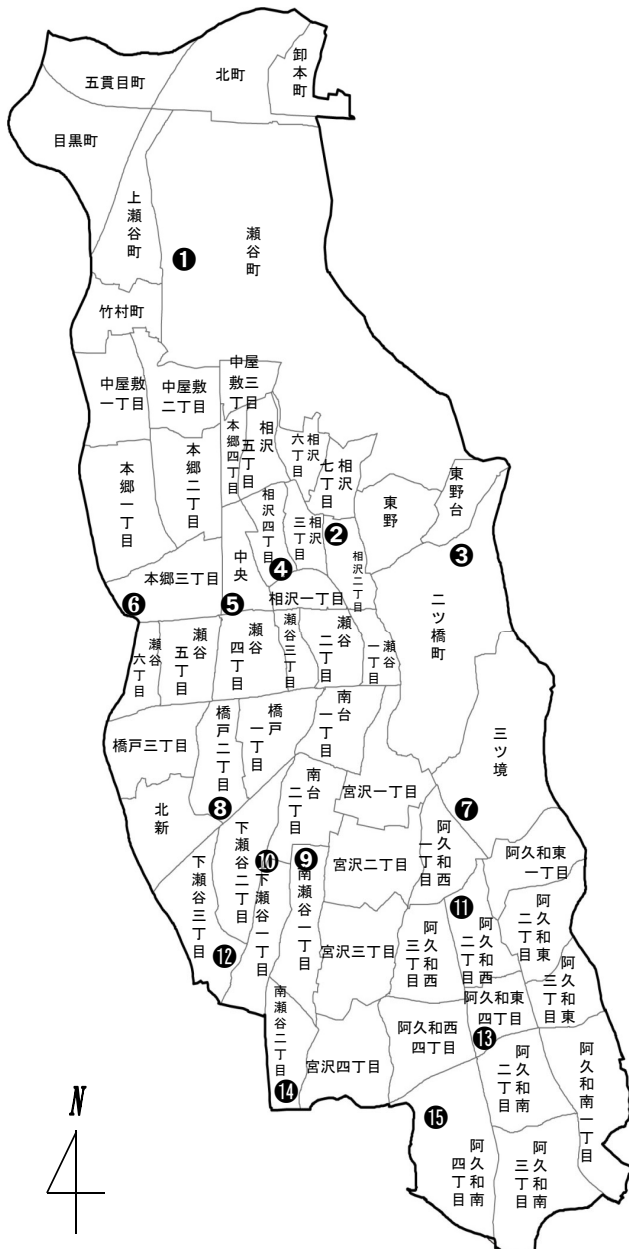 五貫目町
北町
卸本町
目黒町
上瀬谷町
❶
瀬谷町
竹村町
中屋敷一丁目
中屋敷二丁目
中屋敷三丁目
本郷四丁目
相沢五丁目
相沢六丁目
相沢七丁目
本郷一丁目
本郷二丁目
東野
東野台
相沢四丁目
相沢三丁目
❷
相沢二丁目
❸
中央
❹
本郷三丁目
相沢一丁目
❻
❺
二ツ橋町
瀬谷六丁目
瀬谷五丁目
瀬谷四丁目
瀬谷三丁目
瀬谷二丁目
瀬谷一丁目
橋戸三丁目
橋戸二丁目
橋戸一丁目
南台一丁目
三ツ境
北新
❽
南台二丁目
宮沢一丁目
❼
下瀬谷三丁目
下瀬谷二丁目
❿
下瀬谷一丁目
❾
南瀬谷一丁目
宮沢二丁目
阿久和西一丁目
阿久和東一丁目
⓫
⓬
宮沢三丁目
阿久和西三丁目
阿久和西二丁目
阿久和東二丁目
阿久和東三丁目
南瀬谷二丁目
宮沢四丁目
阿久和西四丁目
阿久和東四丁目
⓭
⓮
阿久和南二丁目
阿久和南一丁目
⓯
阿久和南四丁目
阿久和南三丁目
N